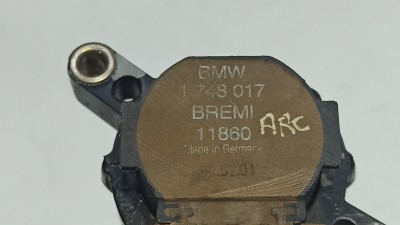 BMW
1 748 017
BREMI
11860
ARC
Made in Germany